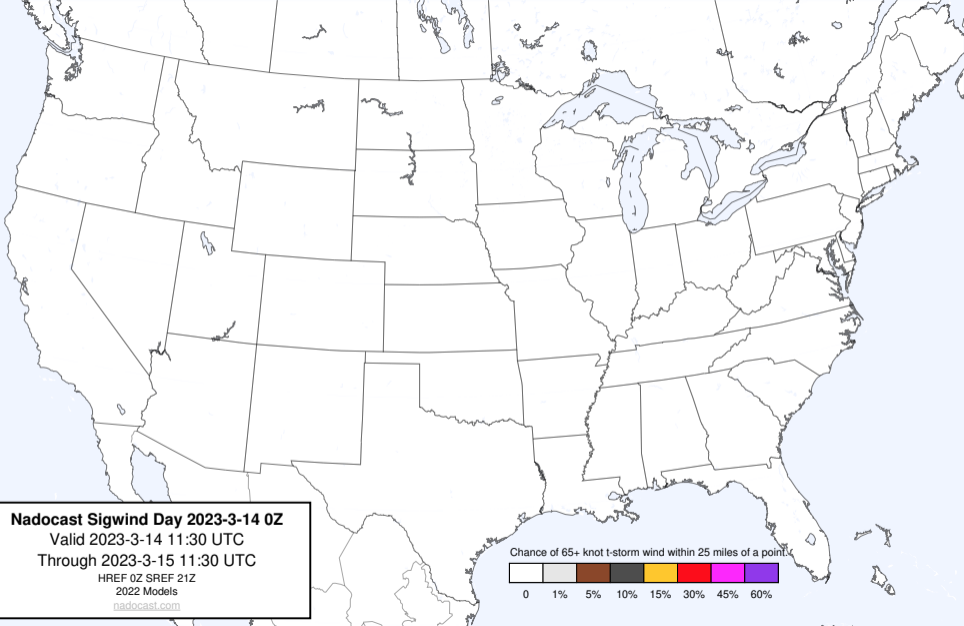 Nadocast Sigwind Day 2023-3-14 0Z
Valid 2023-3-14 11:30 UTC
Through 2023-3-15 11:30 UTC
HREF 0Z SREF 21Z
2022 Models
nadocast.com
Chance of 65+ knot t-storm wind within 25 miles of a point.
0 1% 5% 10% 15% 30% 45% 60%